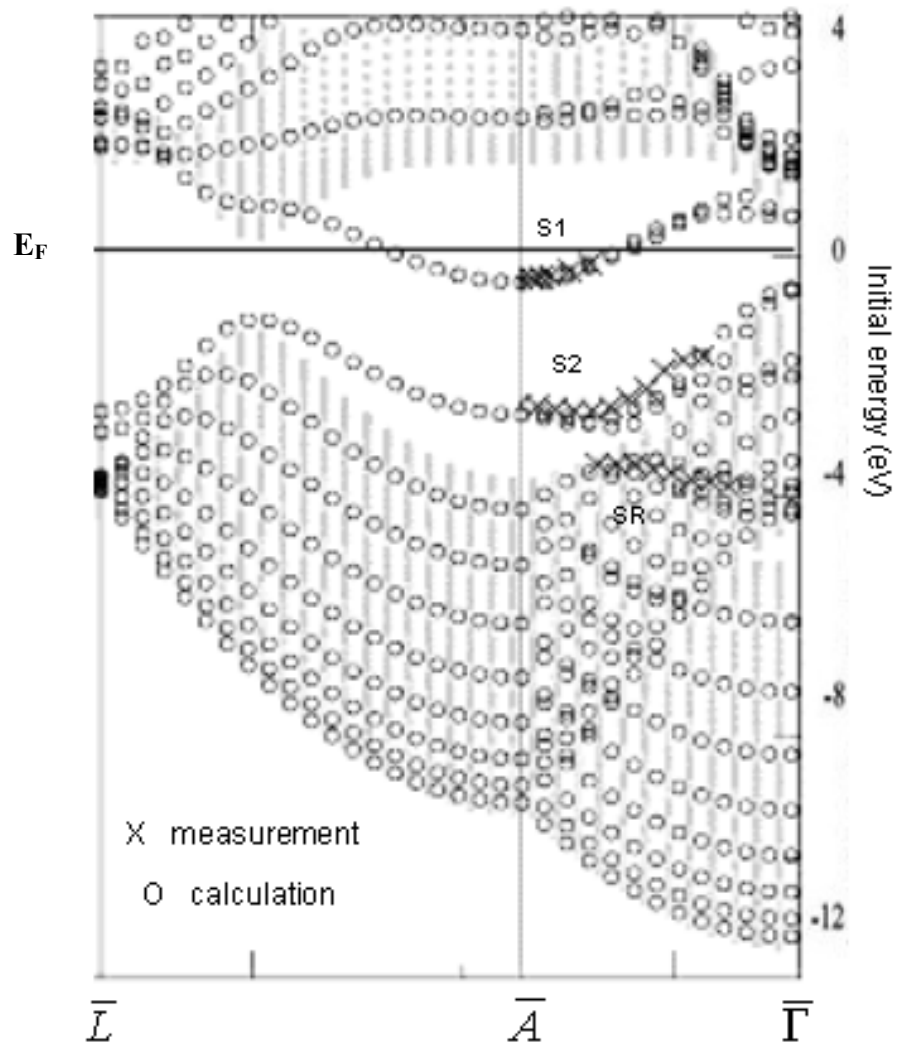 4
S1
E_F
0
S2
Initial energy (eV)
-4
SR
-8
X measurement
O calculation
-12
L̅ A̅ Γ̅